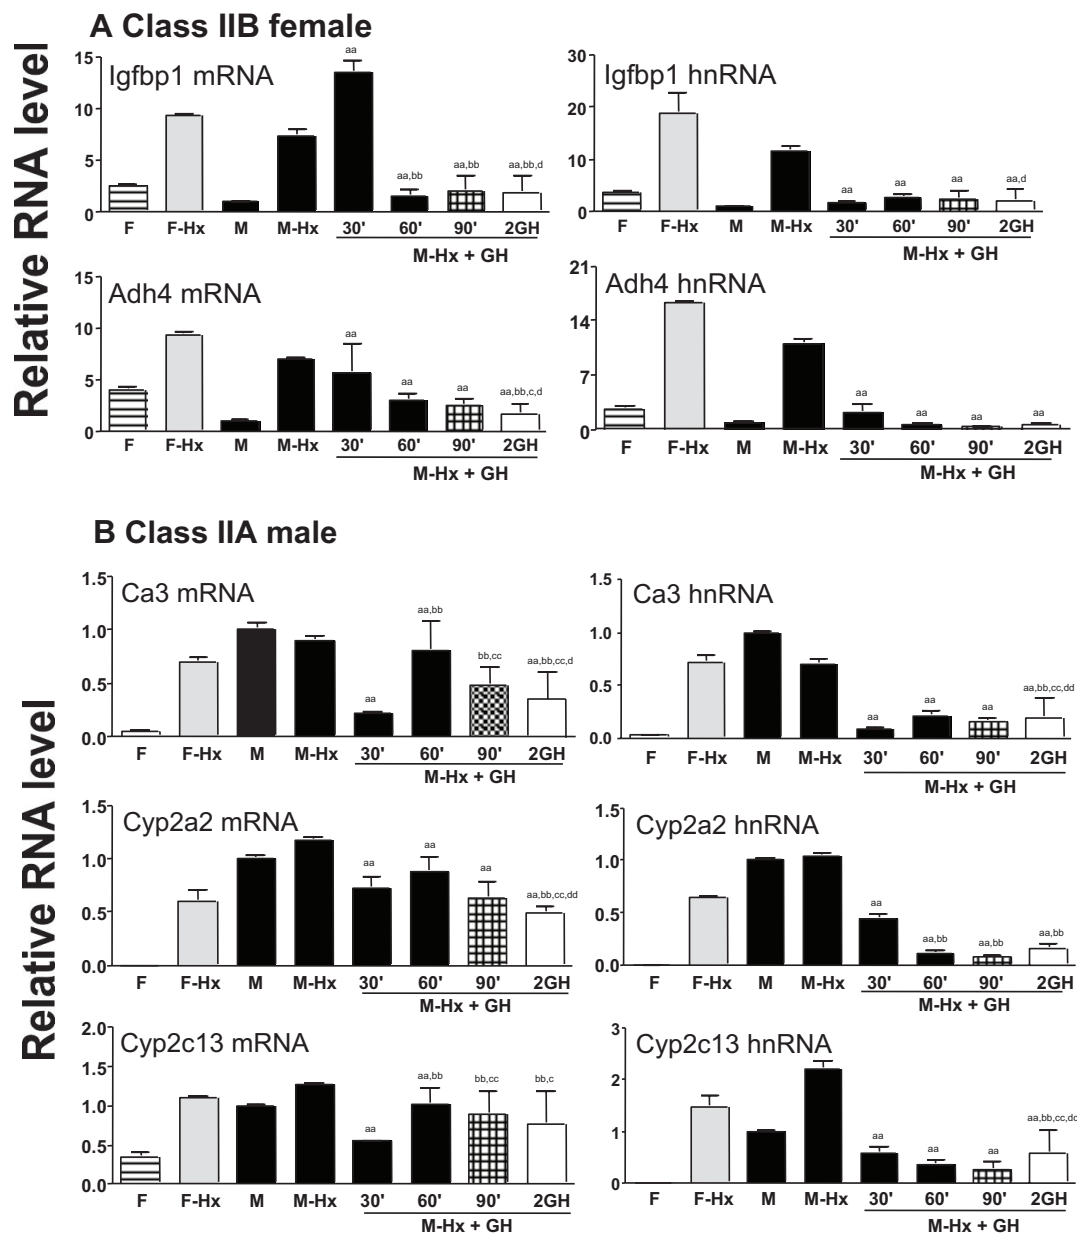 A Class IIB female
Relative RNA level
Igfbp1 mRNA
15
10
5
0
aa
aa,bb
aa,bb
aa,bb,d
F F-Hx M M-Hx 30' 60' 90' 2GH
M-Hx + GH
Igfbp1 hnRNA
30
20
10
0
aa
aa
aa
aa,d
F F-Hx M M-Hx 30' 60' 90' 2GH
M-Hx + GH
Adh4 mRNA
15
10
5
0
aa
aa
aa
aa,bb,c,d
F F-Hx M M-Hx 30' 60' 90' 2GH
M-Hx + GH
Adh4 hnRNA
21
14
7
0
aa
aa
aa
aa
F F-Hx M M-Hx 30' 60' 90' 2GH
M-Hx + GH
B Class IIA male
Relative RNA level
Ca3 mRNA
1.5
1.0
0.5
0.0
aa
aa,bb
bb,cc
aa,bb,cc,d
F F-Hx M M-Hx 30' 60' 90' 2GH
M-Hx + GH
Ca3 hnRNA
1.5
1.0
0.5
0.0
aa
aa
aa
aa,bb,cc,dd
F F-Hx M M-Hx 30' 60' 90' 2GH
M-Hx + GH
Cyp2a2 mRNA
1.5
1.0
0.5
0.0
aa
aa
aa
aa,bb,cc,dd
F F-Hx M M-Hx 30' 60' 90' 2GH
M-Hx + GH
Cyp2a2 hnRNA
1.5
1.0
0.5
0.0
aa
aa,bb
aa,bb
aa,bb
F F-Hx M M-Hx 30' 60' 90' 2GH
M-Hx + GH
Cyp2c13 mRNA
2.0
1.5
1.0
0.5
0.0
aa
aa,bb
bb,cc
bb,c
F F-Hx M M-Hx 30' 60' 90' 2GH
M-Hx + GH
Cyp2c13 hnRNA
3
2
1
0
aa
aa
aa
aa,bb,cc,dd
F F-Hx M M-Hx 30' 60' 90' 2GH
M-Hx + GH